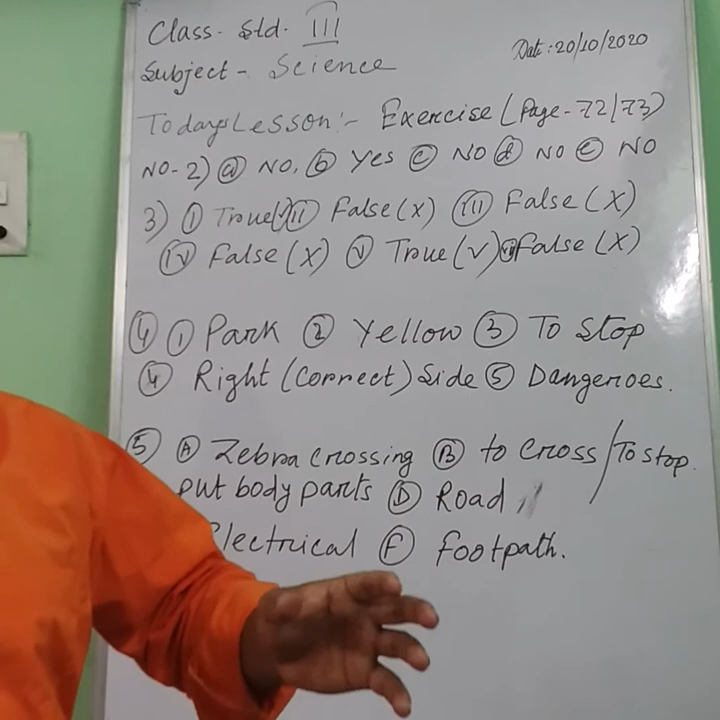 Class - Std. III
Date: 20/10/2020
Subject - Science
Todays Lesson :- Exercise (Page - 72/73)
NO - 2) (a) NO, (b) Yes (c) NO (d) NO (e) NO
3) (i) True(√) (ii) False (X) (iii) False (X)
(iv) False (X) (v) True (√) (vi) False (X)
(4) (1) Park (2) Yellow (3) To Stop
(4) Right (Correct) Side (5) Dangeroes.
(5) (A) Zebra crossing (B) to Cross/To stop.
put body parts (D) Road,
Electrical (F) footpath.